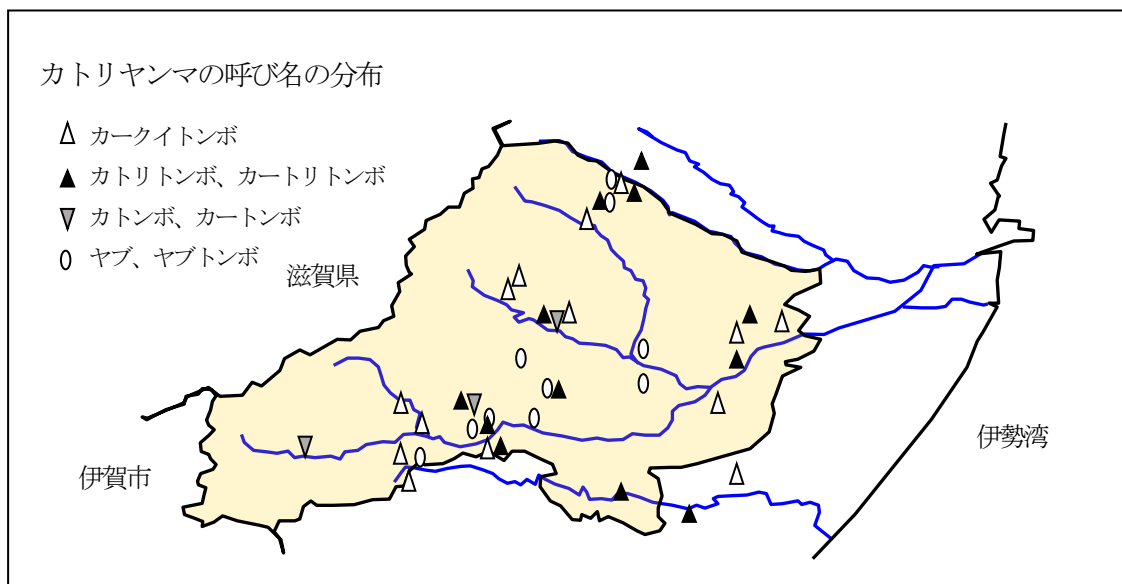 カトリヤンマの呼び名の分布
カークイトンボ
カトリトンボ、カートリトンボ
カトンボ、カートンボ
ヤブ、ヤブトンボ
滋賀県
伊勢湾
伊賀市